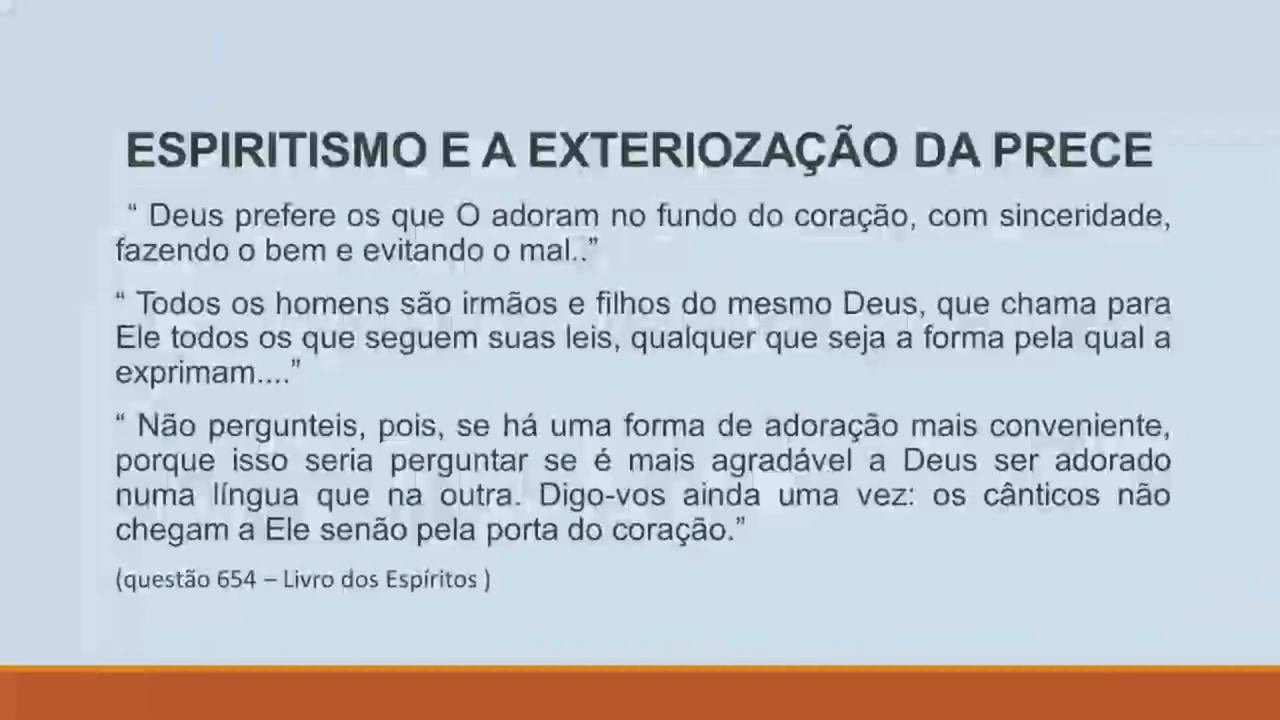 ESPIRITISMO E A EXTERIOZAÇÃO DA PRECE
“ Deus prefere os que O adoram no fundo do coração, com sinceridade,
fazendo o bem e evitando o mal..”
“ Todos os homens são irmãos e filhos do mesmo Deus, que chama para
Ele todos os que seguem suas leis, qualquer que seja a forma pela qual a
exprimam....”
“ Não pergunteis, pois, se há uma forma de adoração mais conveniente,
porque isso seria perguntar se é mais agradável a Deus ser adorado
numa língua que na outra. Digo-vos ainda uma vez: os cânticos não
chegam a Ele senão pela porta do coração.”
(questão 654 – Livro dos Espíritos )